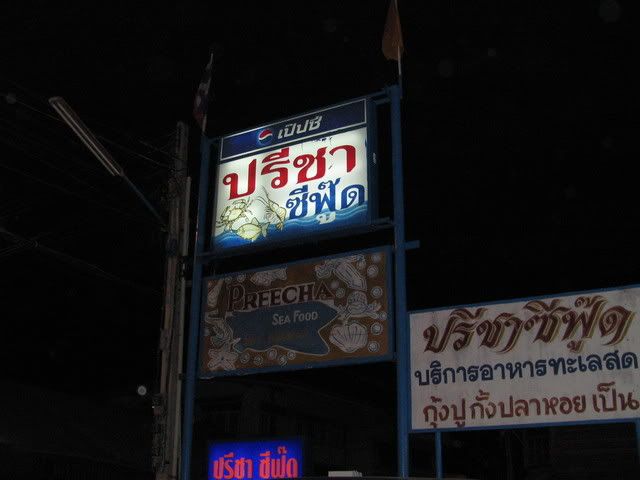 เป๊ปซี่
ปรีชา
ซีฟู๊ด
PREECHA
SEA FOOD
ปรีชาซีฟู๊ด
บริการอาหารทะเลสด
กุ้งปู กั้งปลาหอย เป็น
ปรีชา ซีฟู๊ด